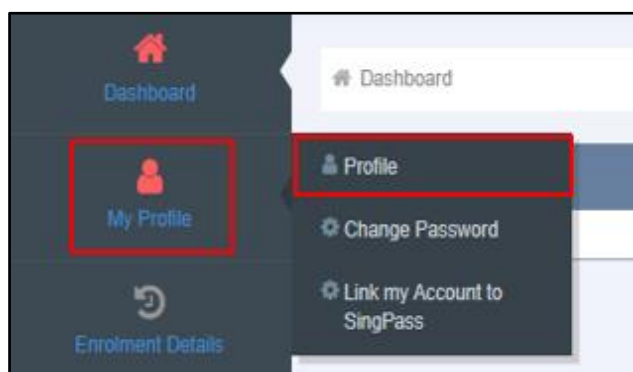 Dashboard
Dashboard
My Profile
Profile
Change Password
Link my Account to
SingPass
Enrolment Details